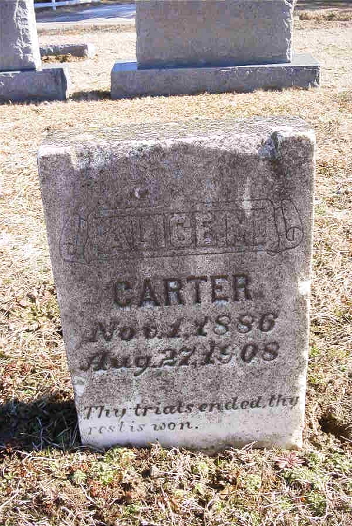 ALICE M.
CARTER
Nov. 1. 1886
Aug. 27. 1908
Thy trials ended, thy
rest is won.